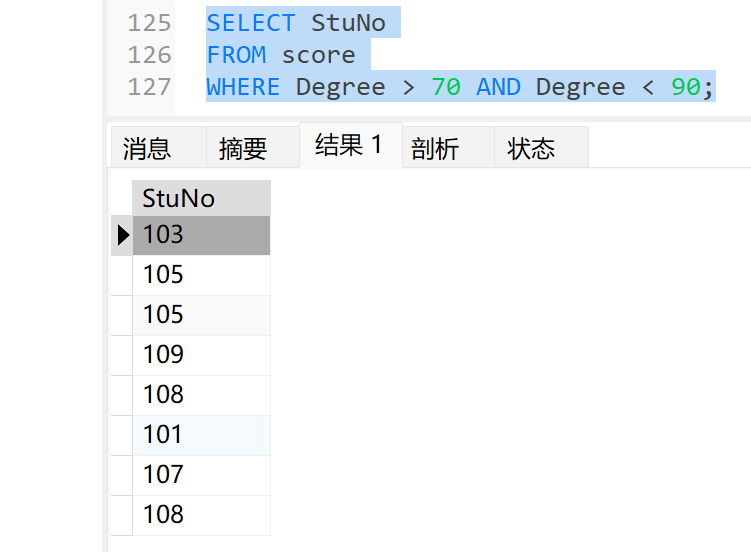 125 SELECT StuNo
126 FROM score
127 WHERE Degree > 70 AND Degree < 90;
消息 摘要 结果 1 剖析 状态
StuNo
103
105
105
109
108
101
107
108